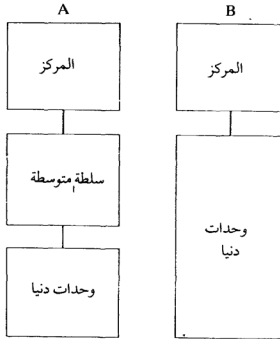 A
B
المركز
المركز
سلطة متوسطة
وحدات
دنيا
وحدات دنيا